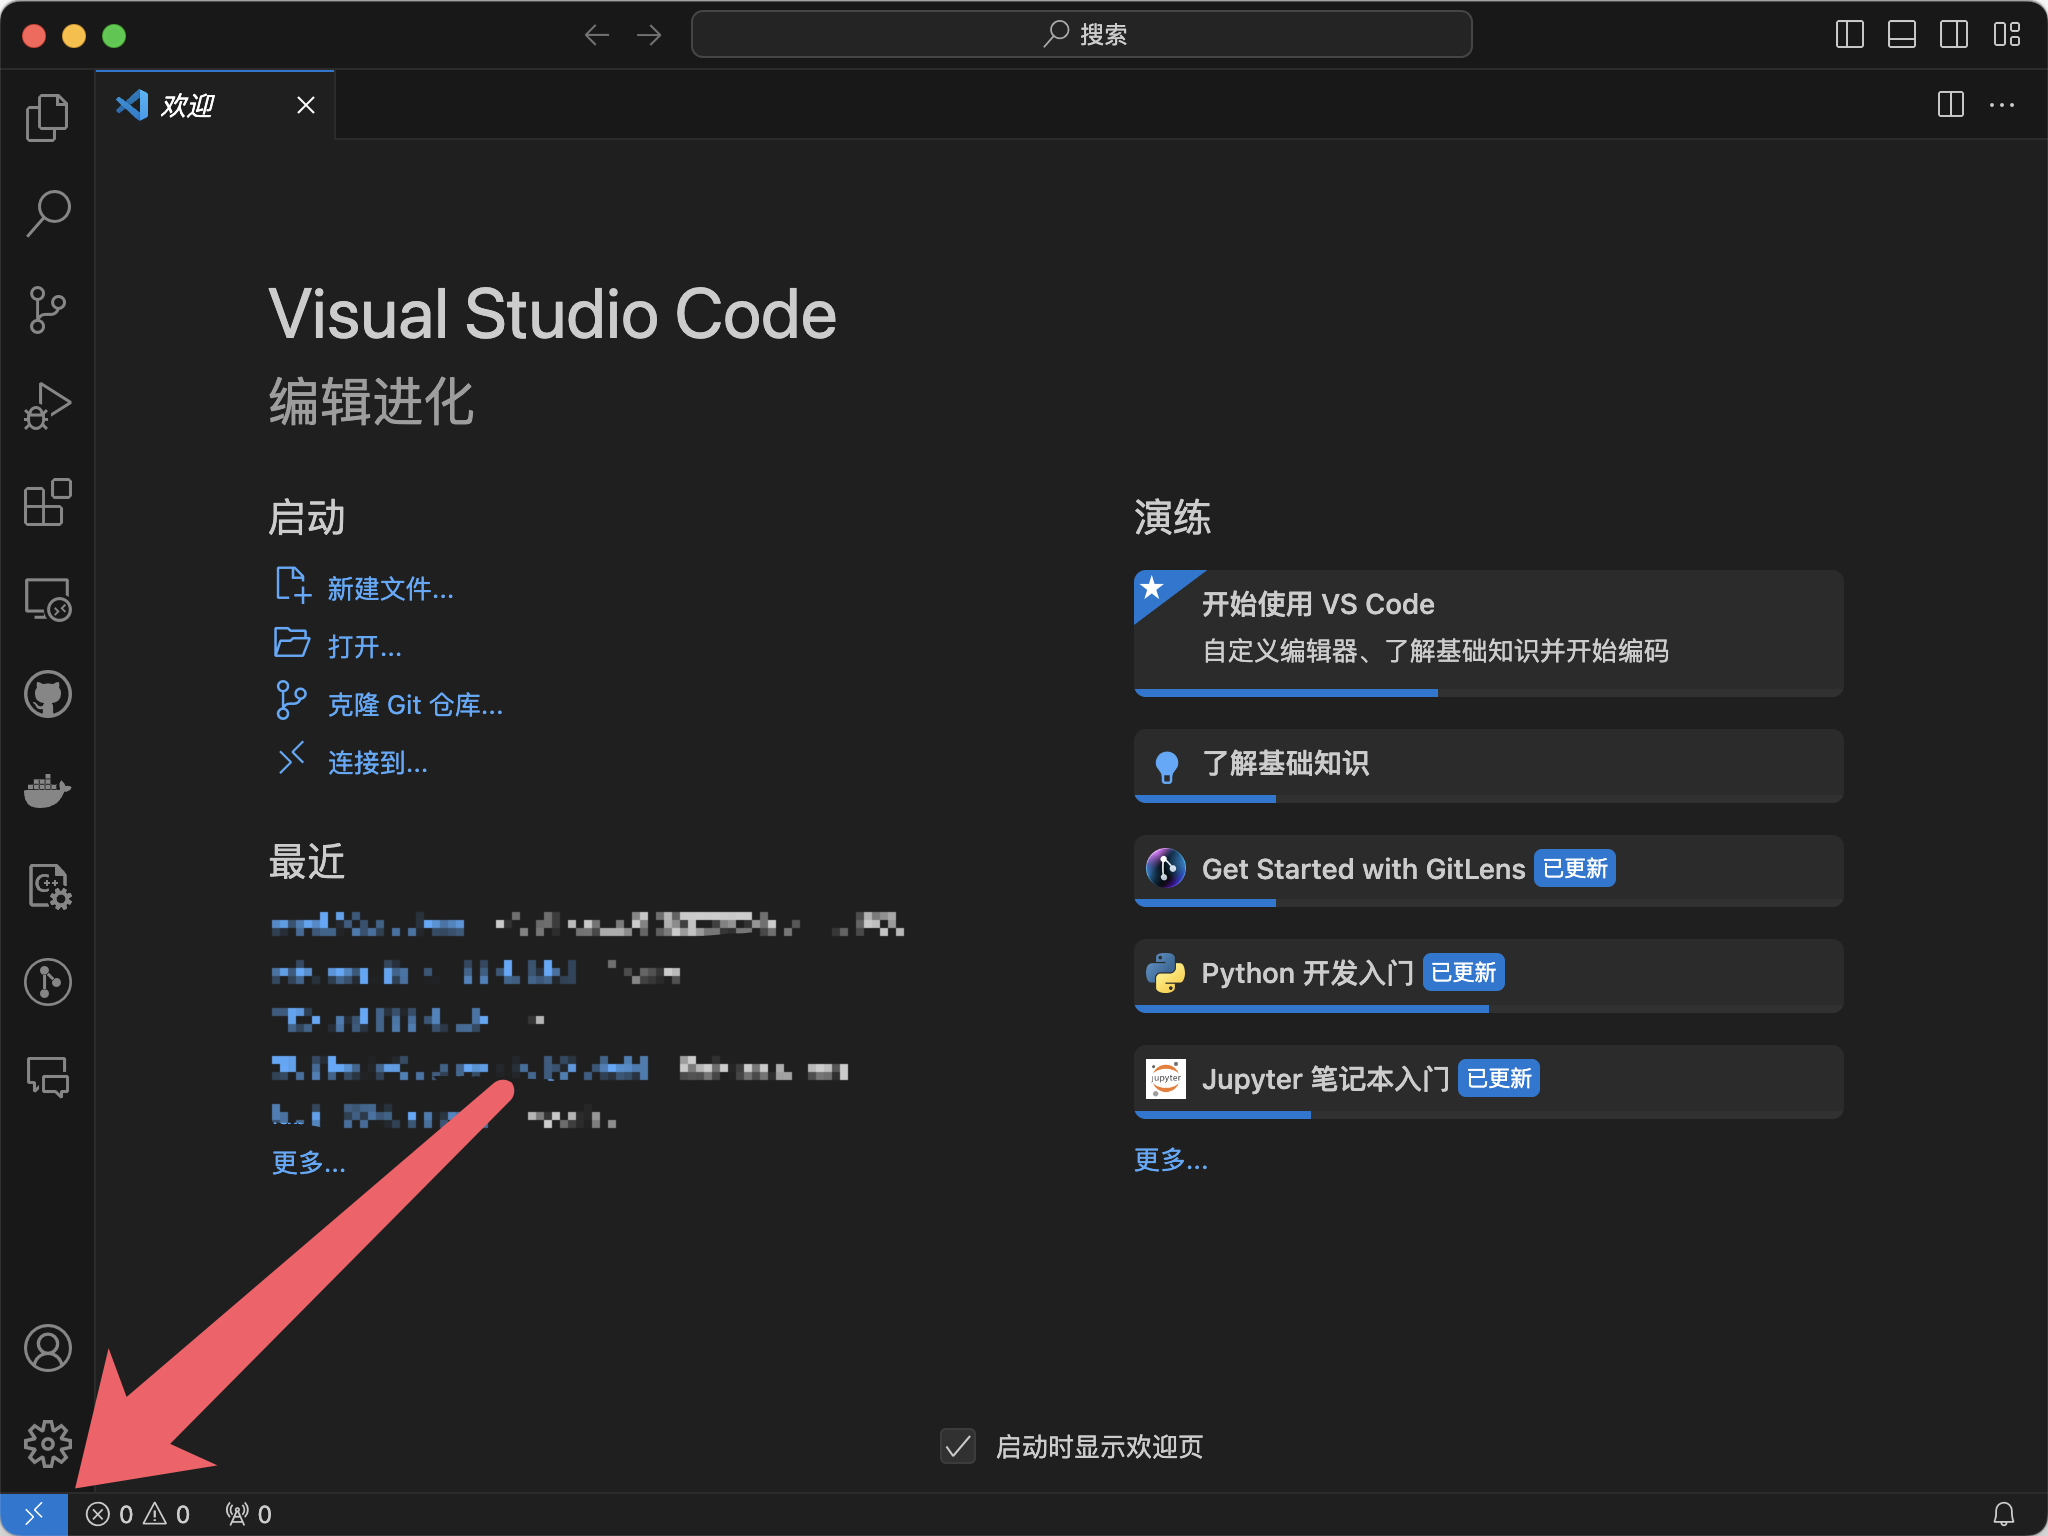 搜索
欢迎
Visual Studio Code
编辑进化
启动
新建文件...
打开...
克隆 Git 仓库...
连接到...
最近
更多...
演练
开始使用 VS Code
自定义编辑器、了解基础知识并开始编码
了解基础知识
Get Started with GitLens 已更新
Python 开发入门 已更新
jupyter
Jupyter 笔记本入门 已更新
更多...
启动时显示欢迎页
0 0 0